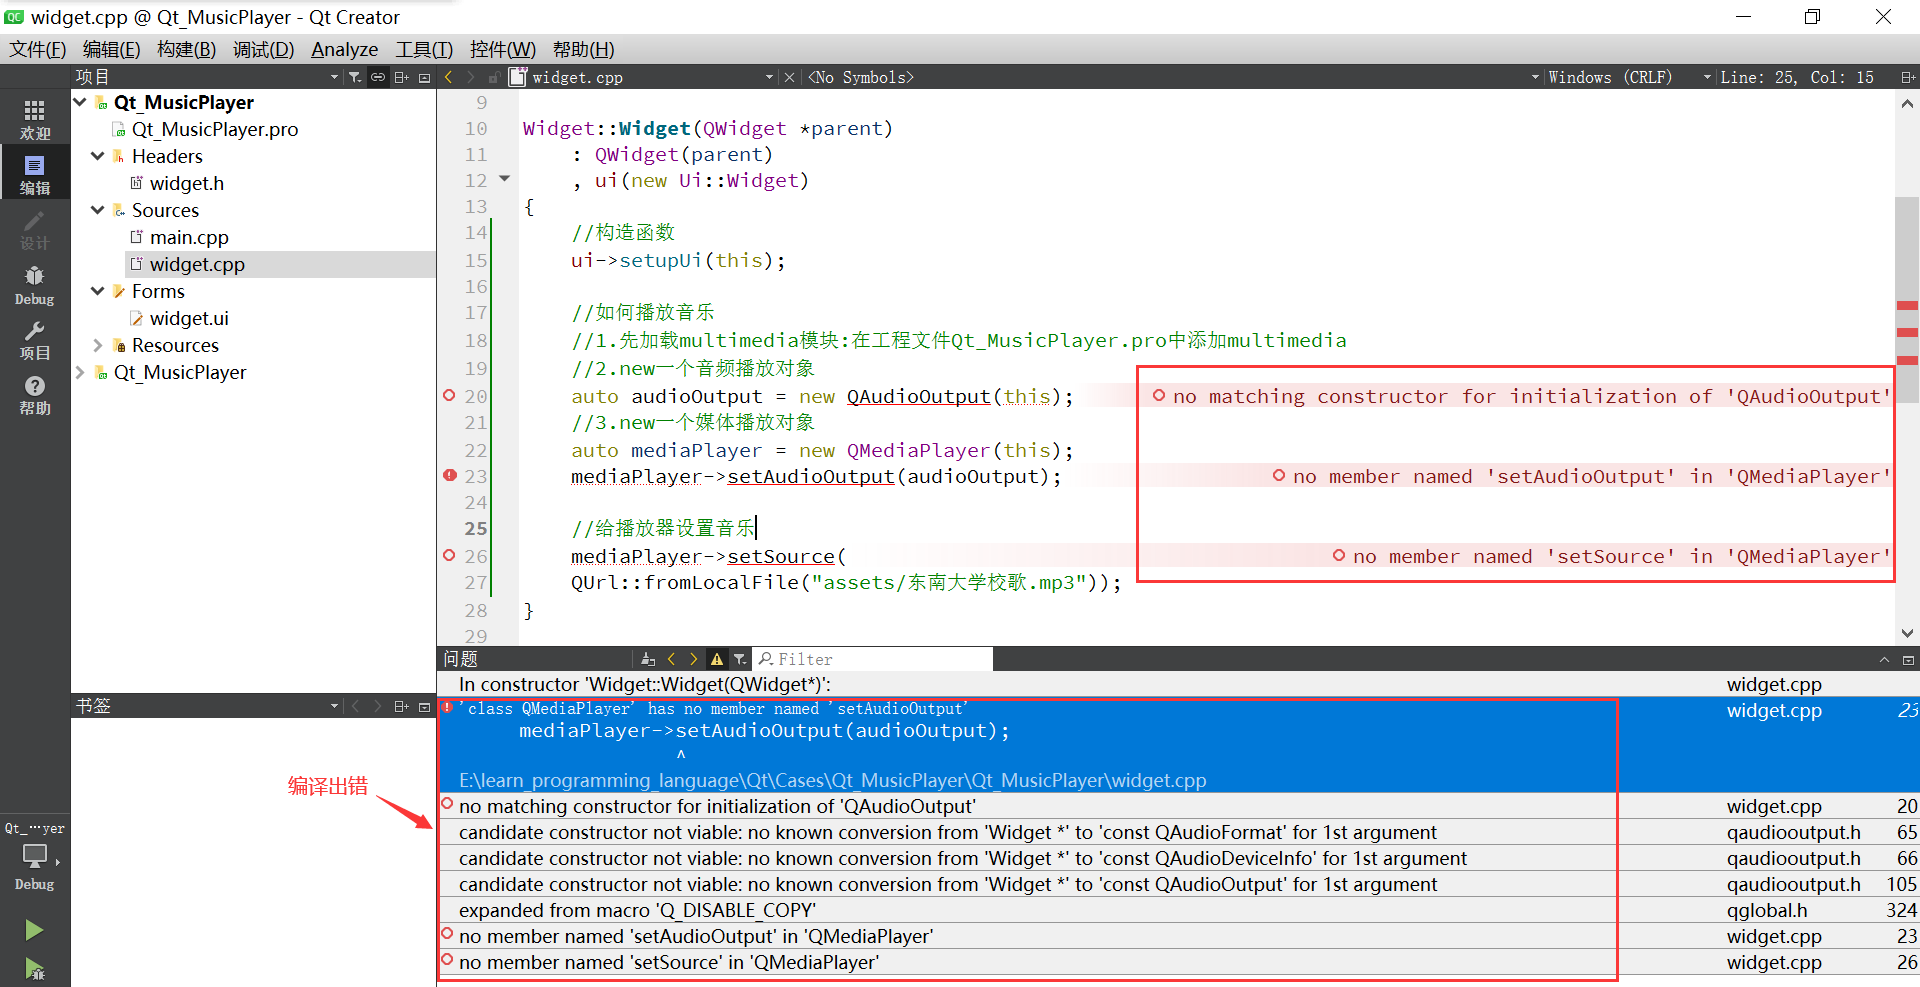 widget.cpp @ Qt_MusicPlayer - Qt Creator
文件(F) 编辑(E) 构建(B) 调试(D) Analyze 工具(T) 控件(W) 帮助(H)
项目
widget.cpp
<No Symbols>
Windows (CRLF)
Line: 25, Col: 15
欢迎
编辑
设计
Debug
项目
帮助
Qt_MusicPlayer
Qt_MusicPlayer.pro
Headers
widget.h
Sources
main.cpp
widget.cpp
Forms
widget.ui
Resources
Qt_MusicPlayer
9
10 Widget::Widget(QWidget *parent)
11 : QWidget(parent)
12 , ui(new Ui::Widget)
13 {
14 //构造函数
15 ui->setupUi(this);
16
17 //如何播放音乐
18 //1.先加载multimedia模块:在工程文件Qt_MusicPlayer.pro中添加multimedia
19 //2.new一个音频播放对象
20 auto audioOutput = new QAudioOutput(this); no matching constructor for initialization of 'QAudioOutput'
21 //3.new一个媒体播放对象
22 auto mediaPlayer = new QMediaPlayer(this);
23 mediaPlayer->setAudioOutput(audioOutput); no member named 'setAudioOutput' in 'QMediaPlayer'
24
25 //给播放器设置音乐
26 mediaPlayer->setSource( no member named 'setSource' in 'QMediaPlayer'
27 QUrl::fromLocalFile("assets/东南大学校歌.mp3"));
28 }
29
书签
编译出错
Qt_···yer
Debug
问题
Filter
In constructor 'Widget::Widget(QWidget*)': widget.cpp
'class QMediaPlayer' has no member named 'setAudioOutput' widget.cpp 23
mediaPlayer->setAudioOutput(audioOutput);
^
E:\learn_programming_language\Qt\Cases\Qt_MusicPlayer\Qt_MusicPlayer\widget.cpp
no matching constructor for initialization of 'QAudioOutput' widget.cpp 20
candidate constructor not viable: no known conversion from 'Widget *' to 'const QAudioFormat' for 1st argument qaudiooutput.h 65
candidate constructor not viable: no known conversion from 'Widget *' to 'const QAudioDeviceInfo' for 1st argument qaudiooutput.h 66
candidate constructor not viable: no known conversion from 'Widget *' to 'const QAudioOutput' for 1st argument qaudiooutput.h 105
expanded from macro 'Q_DISABLE_COPY' qglobal.h 324
no member named 'setAudioOutput' in 'QMediaPlayer' widget.cpp 23
no member named 'setSource' in 'QMediaPlayer' widget.cpp 26